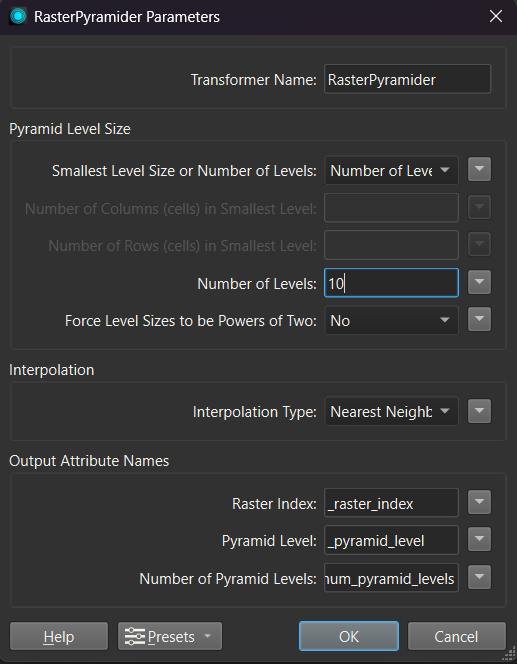 RasterPyramider Parameters
Transformer Name: RasterPyramider
Pyramid Level Size
Smallest Level Size or Number of Levels: Number of Leve
Number of Columns (cells) in Smallest Level:
Number of Rows (cells) in Smallest Level:
Number of Levels: 10
Force Level Sizes to be Powers of Two: No
Interpolation
Interpolation Type: Nearest Neighb
Output Attribute Names
Raster Index: _raster_index
Pyramid Level: _pyramid_level
Number of Pyramid Levels: num_pyramid_levels
Help Presets OK Cancel